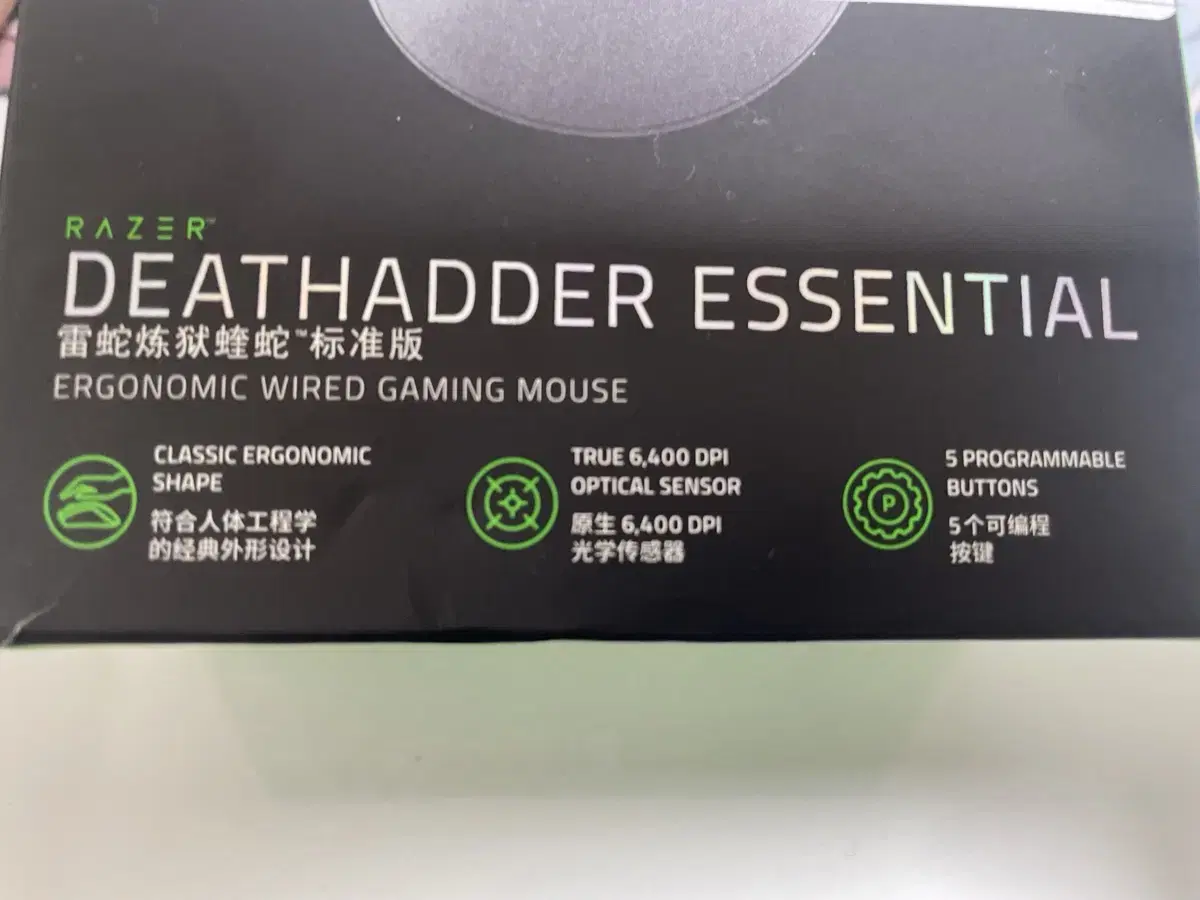 RAZER™
DEATHADDER ESSENTIAL
雷蛇炼狱蝰蛇™标准版
ERGONOMIC WIRED GAMING MOUSE
CLASSIC ERGONOMIC
SHAPE
符合人体工程学
的经典外形设计
TRUE 6,400 DPI
OPTICAL SENSOR
原生 6,400 DPI
光学传感器
P
5 PROGRAMMABLE
BUTTONS
5个可编程
按键